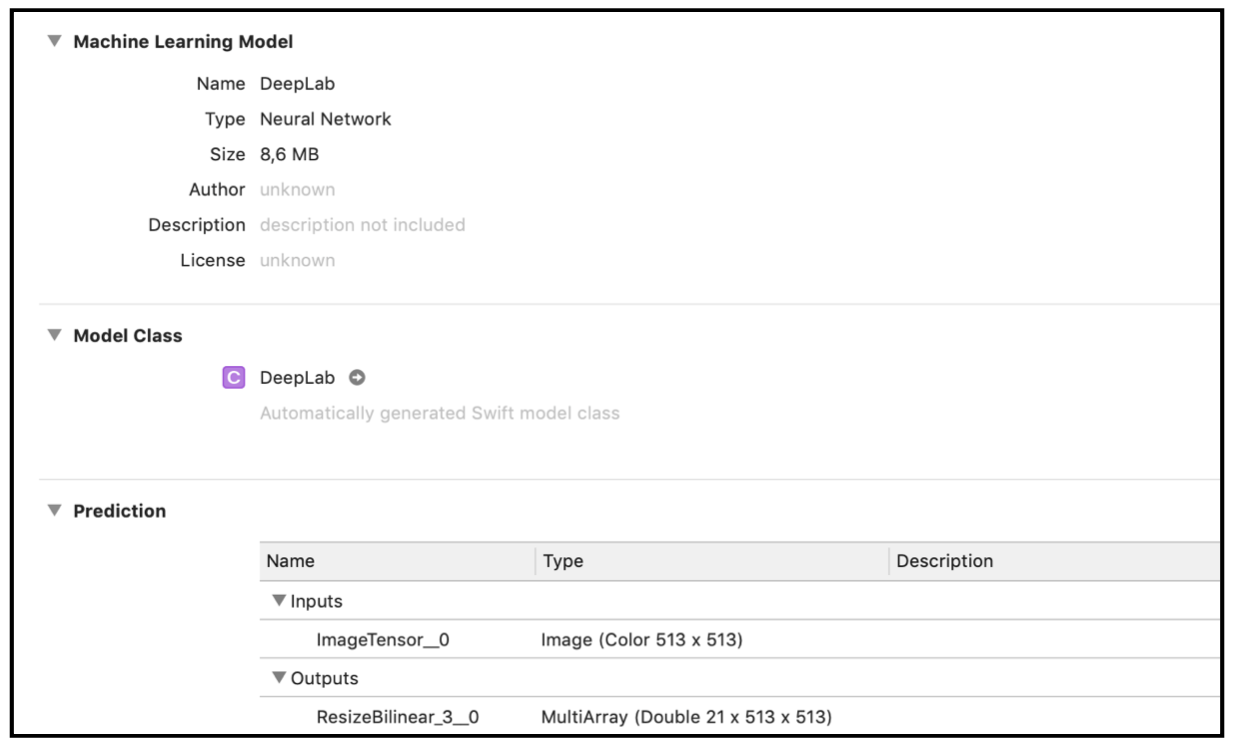 Machine Learning Model
Name DeepLab
Type Neural Network
Size 8,6 MB
Author unknown
Description description not included
License unknown
Model Class
C DeepLab
Automatically generated Swift model class
Prediction
Name Type Description
Inputs
ImageTensor__0 Image (Color 513 x 513)
Outputs
ResizeBilinear_3__0 MultiArray (Double 21 x 513 x 513)